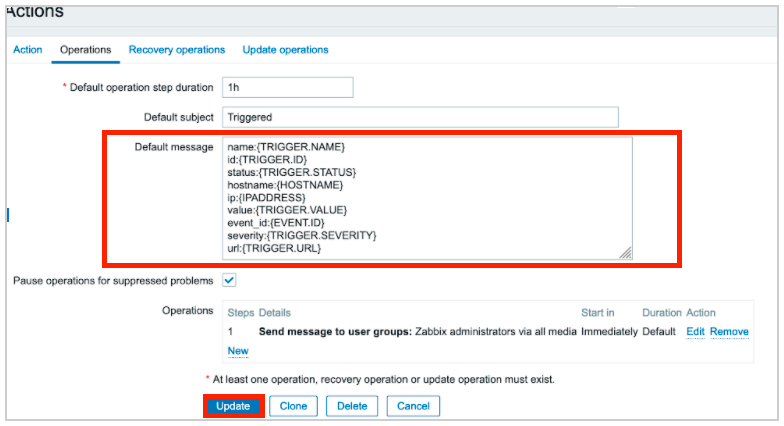 Actions
Action Operations Recovery operations Update operations
* Default operation step duration 1h
Default subject Triggered
Default message name:{TRIGGER.NAME}
id:{TRIGGER.ID}
status:{TRIGGER.STATUS}
hostname:{HOSTNAME}
ip:{IPADDRESS}
value:{TRIGGER.VALUE}
event_id:{EVENT.ID}
severity:{TRIGGER.SEVERITY}
url:{TRIGGER.URL}
Pause operations for suppressed problems
Operations Steps Details Start in Duration Action
1 Send message to user groups: Zabbix administrators via all media Immediately Default Edit Remove
New
* At least one operation, recovery operation or update operation must exist.
Update Clone Delete Cancel